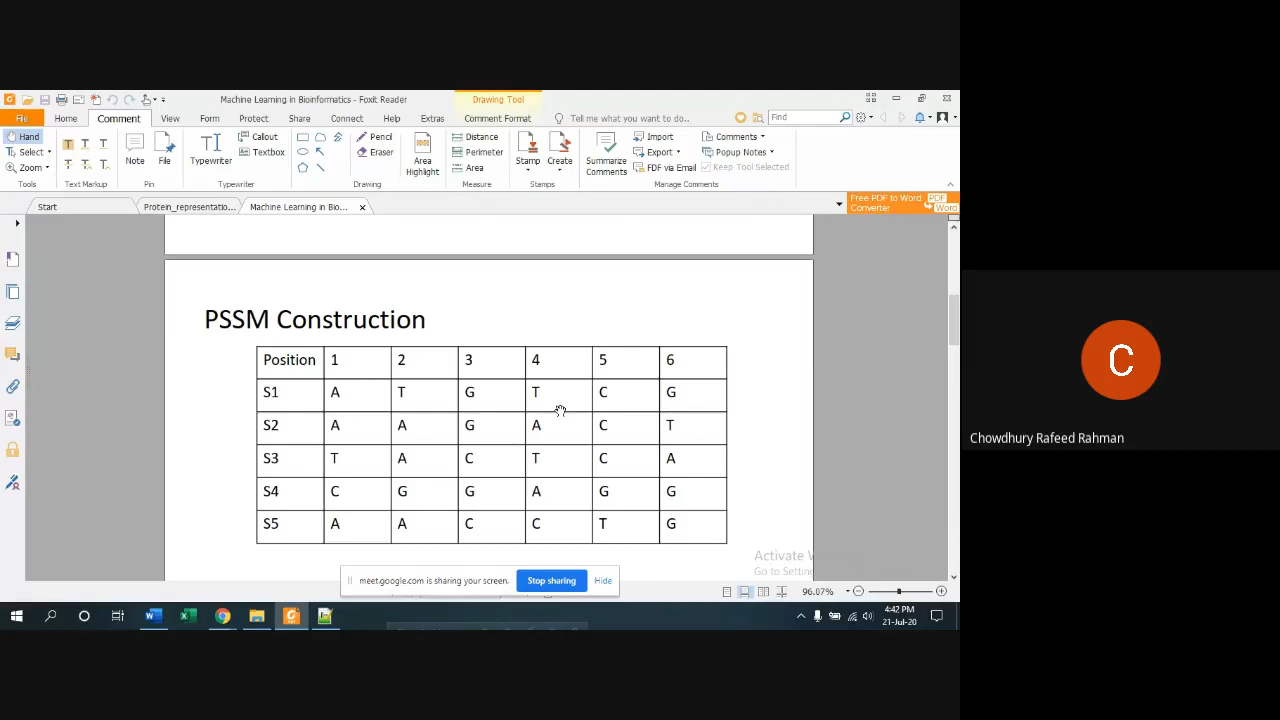 Machine Learning in Bioinformatics - Foxit Reader
Drawing Tool
File Home Comment View Form Protect Share Connect Help Extras Comment Format Tell me what you want to do.. Find
Hand
Select
Zoom
Tools
Text Markup
Note
File
Pin
Typewriter
Callout
Textbox
Typewriter
Pencil
Eraser
Drawing
Area Highlight
Distance
Perimeter
Area
Measure
Stamp
Create
Stamps
Summarize Comments
Import
Export
FDF via Email
Comments
Popup Notes
Keep Tool Selected
Manage Comments
Start
Protein_representatio...
Machine Learning in Bio...
Free PDF to Word Converter
PDF
Word
PSSM Construction
Position 1 2 3 4 5 6
S1 A T G T C G
S2 A A G A C T
S3 T A C T C A
S4 C G G A G G
S5 A A C C T G
Activate W
Go to Setting
meet.google.com is sharing your screen. Stop sharing Hide
96.07%
4:42 PM
21-Jul-20
C
Chowdhury Rafeed Rahman